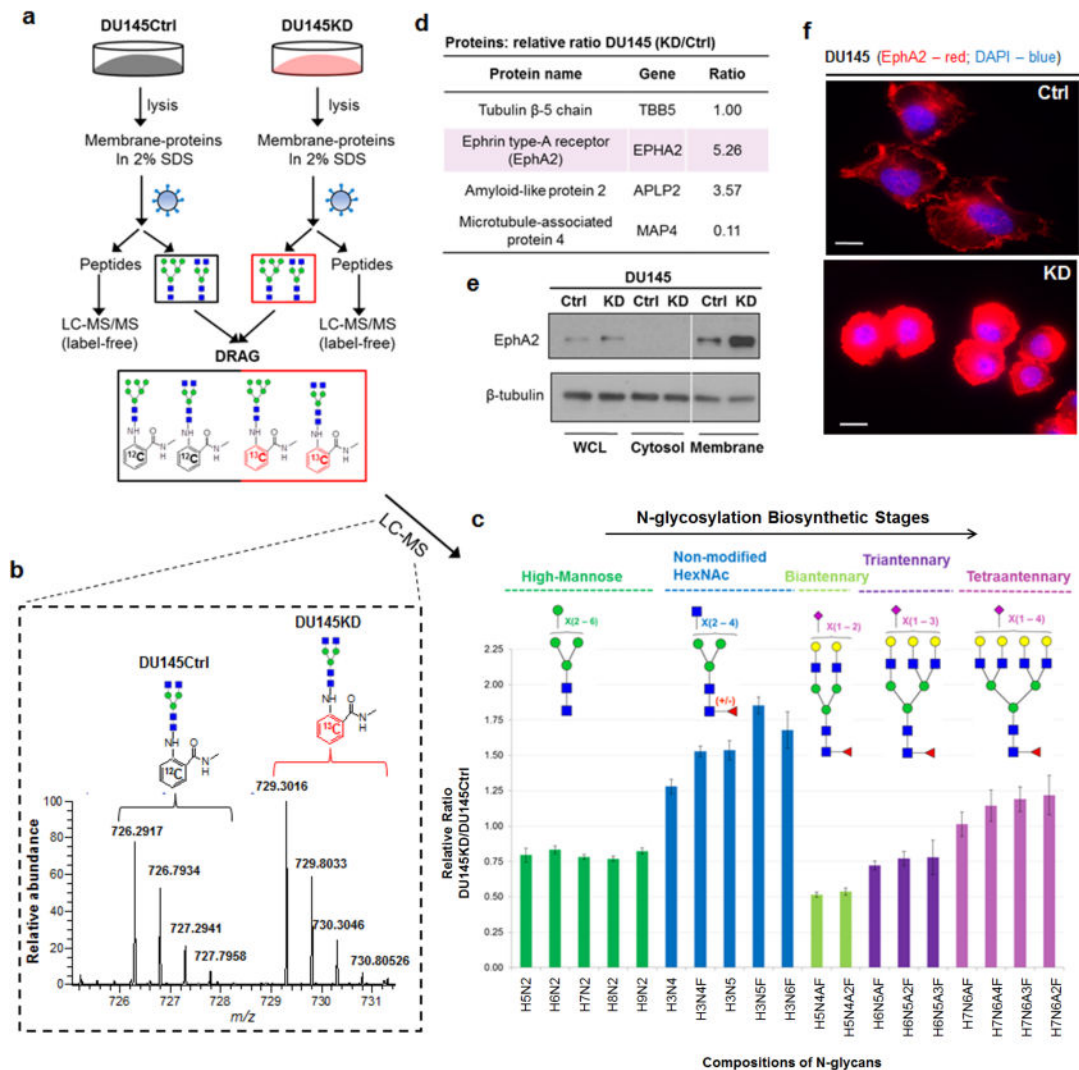 a
DU145Ctrl
DU145KD
lysis
lysis
Membrane-proteins
In 2% SDS
Membrane-proteins
In 2% SDS
Peptides
Peptides
LC-MS/MS
(label-free)
LC-MS/MS
(label-free)
DRAG
NH
O
N
H
12C
NH
O
N
H
12C
NH
O
N
H
13C
NH
O
N
H
13C
LC-MS
d
Proteins: relative ratio DU145 (KD/Ctrl)
Protein name Gene Ratio
Tubulin β-5 chain TBB5 1.00
Ephrin type-A receptor
(EphA2) EPHA2 5.26
Amyloid-like protein 2 APLP2 3.57
Microtubule-associated
protein 4 MAP4 0.11
e
DU145
Ctrl KD Ctrl KD Ctrl KD
EphA2
β-tubulin
WCL Cytosol Membrane
f
DU145 (EphA2 – red; DAPI – blue)
Ctrl
KD
b
DU145Ctrl
DU145KD
NH
O
N
H
12C
NH
O
N
H
13C
Relative abundance
100
80
60
40
20
0
726.2917
726.7934
727.2941
727.7958
729.3016
729.8033
730.3046
730.80526
726 727 728 729 730 731
m/z
c
N-glycosylation Biosynthetic Stages
High-Mannose
Non-modified
HexNAc
Biantennary
Triantennary
Tetraantennary
X(2 – 6)
X(2 – 4)
X(1 – 2)
X(1 – 3)
X(1 – 4)
(+/-)
Relative Ratio
DU145KD/DU145Ctrl
2.25
2.00
1.75
1.50
1.25
1.00
0.75
0.50
0.25
0.00
H5N2
H6N2
H7N2
H8N2
H9N2
H3N4
H3N4F
H3N5
H3N5F
H3N6F
H5N4AF
H5N4A2F
H6N5AF
H6N5A2F
H6N5A3F
H7N6AF
H7N6A4F
H7N6A3F
H7N6A2F
Compositions of N-glycans